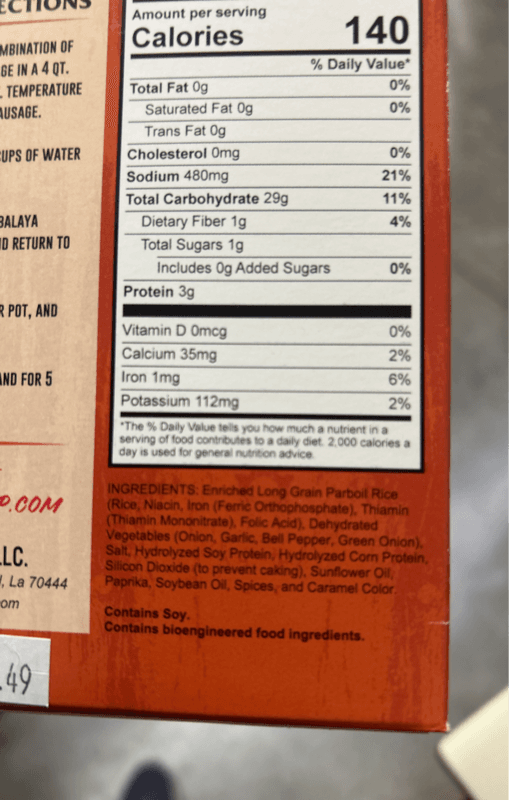 ECTIONS
MBINATION OF
GE IN A 4 QT.
TEMPERATURE
AUSAGE.
CUPS OF WATER
BALAYA
ND RETURN TO
R POT, AND
AND FOR 5
P.COM
LLC.
, La 70444
com
.49
Amount per serving
Calories 140
% Daily Value*
Total Fat 0g 0%
Saturated Fat 0g 0%
Trans Fat 0g
Cholesterol 0mg 0%
Sodium 480mg 21%
Total Carbohydrate 29g 11%
Dietary Fiber 1g 4%
Total Sugars 1g
Includes 0g Added Sugars 0%
Protein 3g
Vitamin D 0mcg 0%
Calcium 35mg 2%
Iron 1mg 6%
Potassium 112mg 2%
*The % Daily Value tells you how much a nutrient in a
serving of food contributes to a daily diet. 2,000 calories a
day is used for general nutrition advice.
INGREDIENTS: Enriched Long Grain Parboil Rice
(Rice, Niacin, Iron (Ferric Orthophosphate), Thiamin
(Thiamin Mononitrate), Folic Acid), Dehydrated
Vegetables (Onion, Garlic, Bell Pepper, Green Onion),
Salt, Hydrolyzed Soy Protein, Hydrolyzed Corn Protein,
Silicon Dioxide (to prevent caking), Sunflower Oil,
Paprika, Soybean Oil, Spices, and Caramel Color.
Contains Soy.
Contains bioengineered food ingredients.